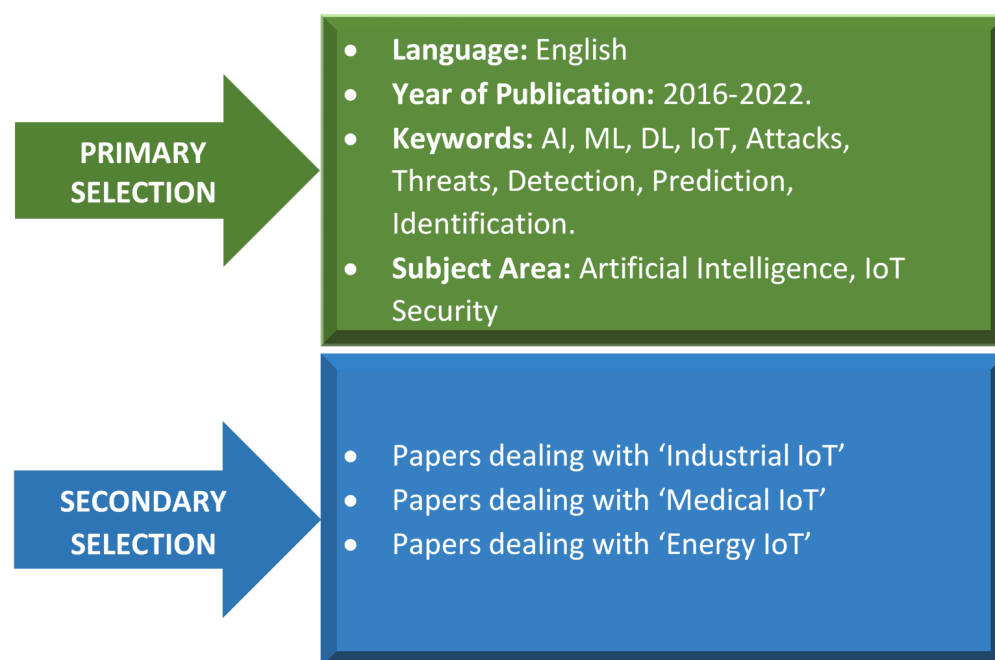 PRIMARY
SELECTION
• Language: English
• Year of Publication: 2016-2022.
• Keywords: AI, ML, DL, IoT, Attacks,
Threats, Detection, Prediction,
Identification.
• Subject Area: Artificial Intelligence, IoT
Security
SECONDARY
SELECTION
• Papers dealing with ‘Industrial IoT’
• Papers dealing with ‘Medical IoT’
• Papers dealing with ‘Energy IoT’